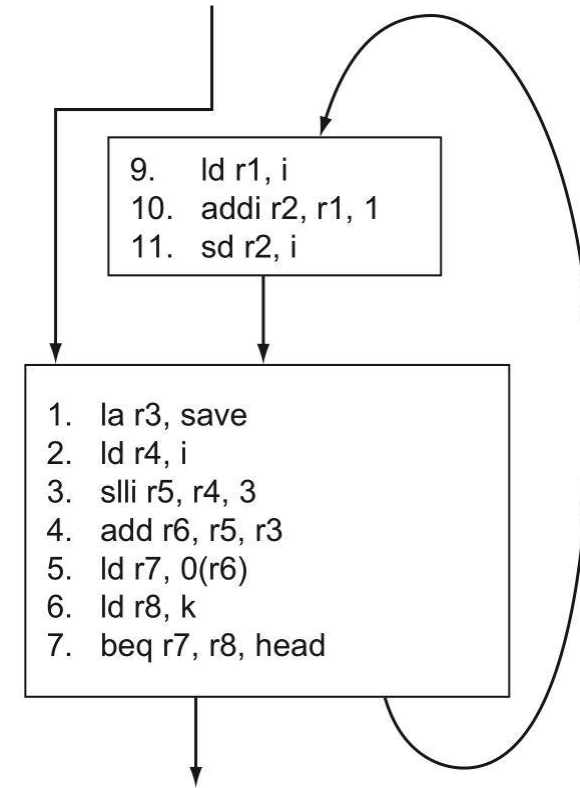 9. ld r1, i
10. addi r2, r1, 1
11. sd r2, i
1. la r3, save
2. ld r4, i
3. slli r5, r4, 3
4. add r6, r5, r3
5. ld r7, 0(r6)
6. ld r8, k
7. beq r7, r8, head